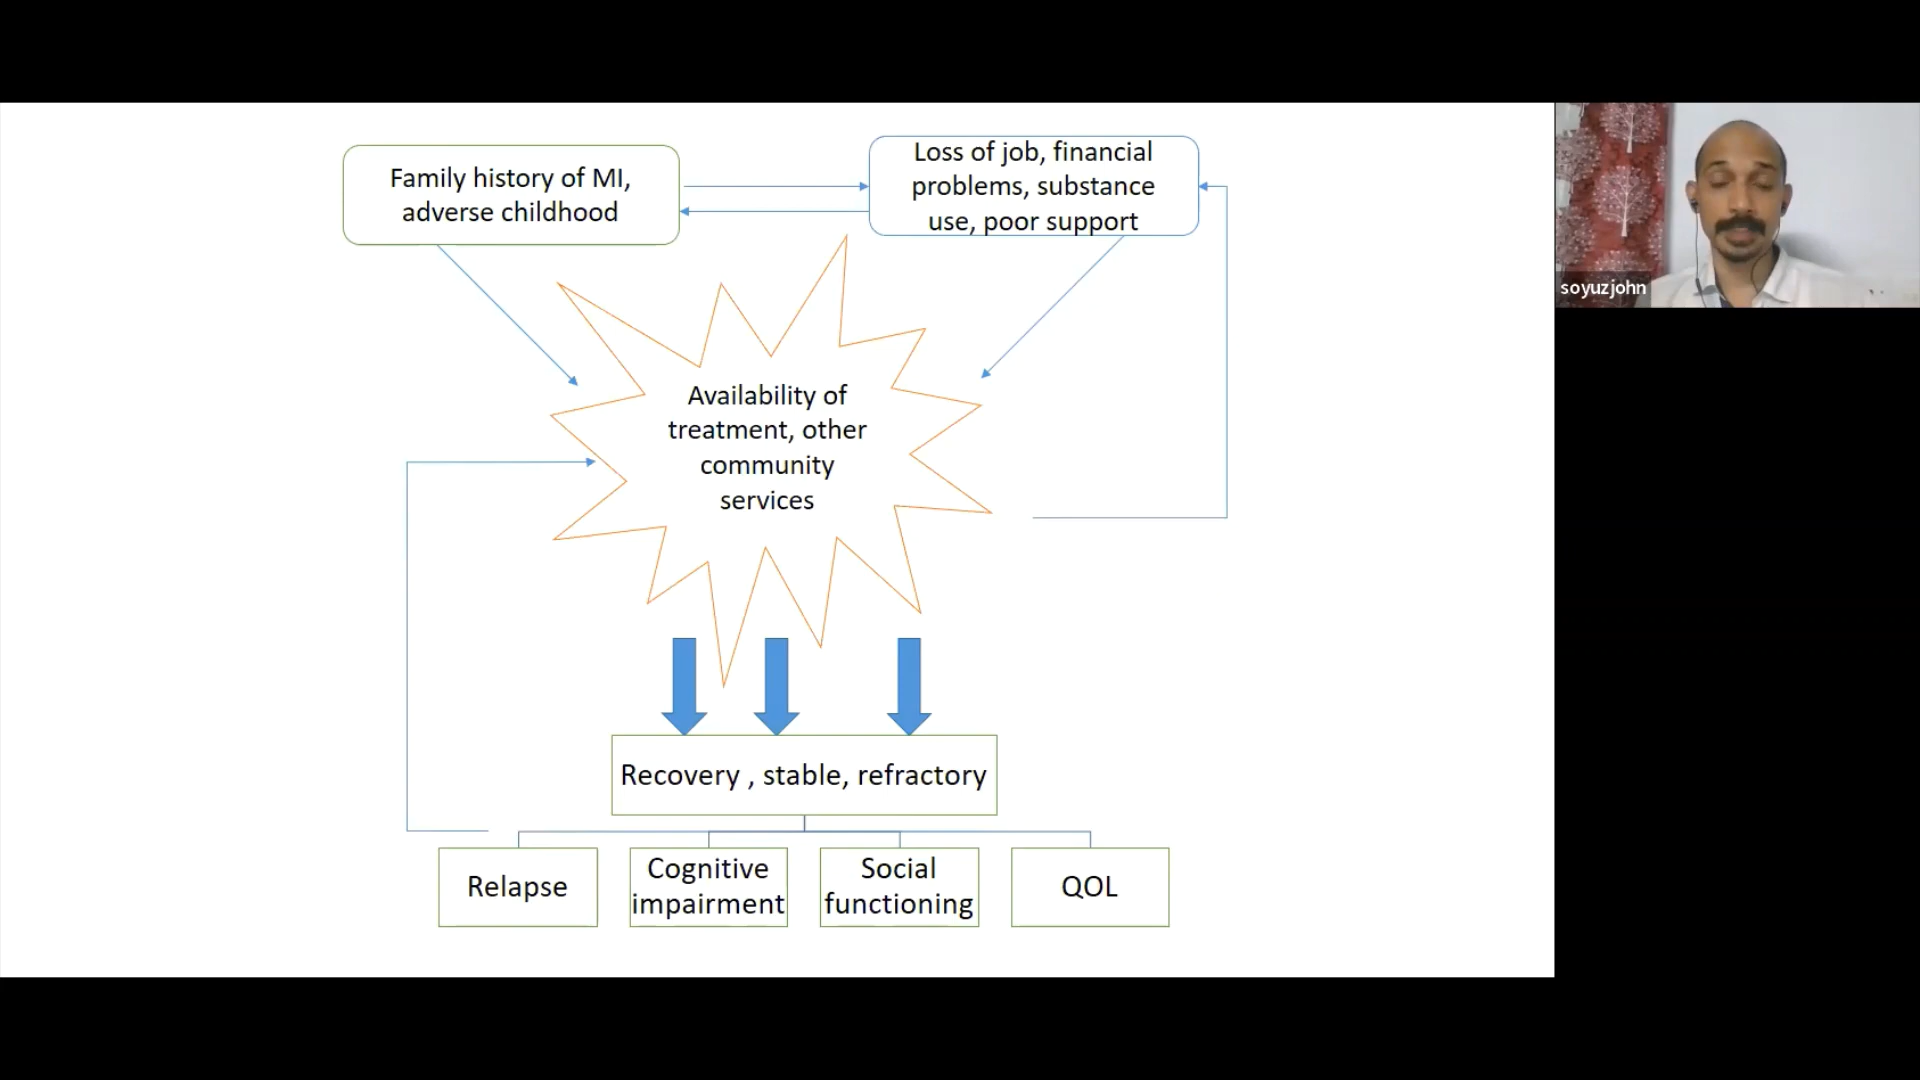 Family history of MI,
adverse childhood
Loss of job, financial
problems, substance
use, poor support
soyuzjohn
Availability of
treatment, other
community
services
Recovery , stable, refractory
Relapse
Cognitive
impairment
Social
functioning
QOL